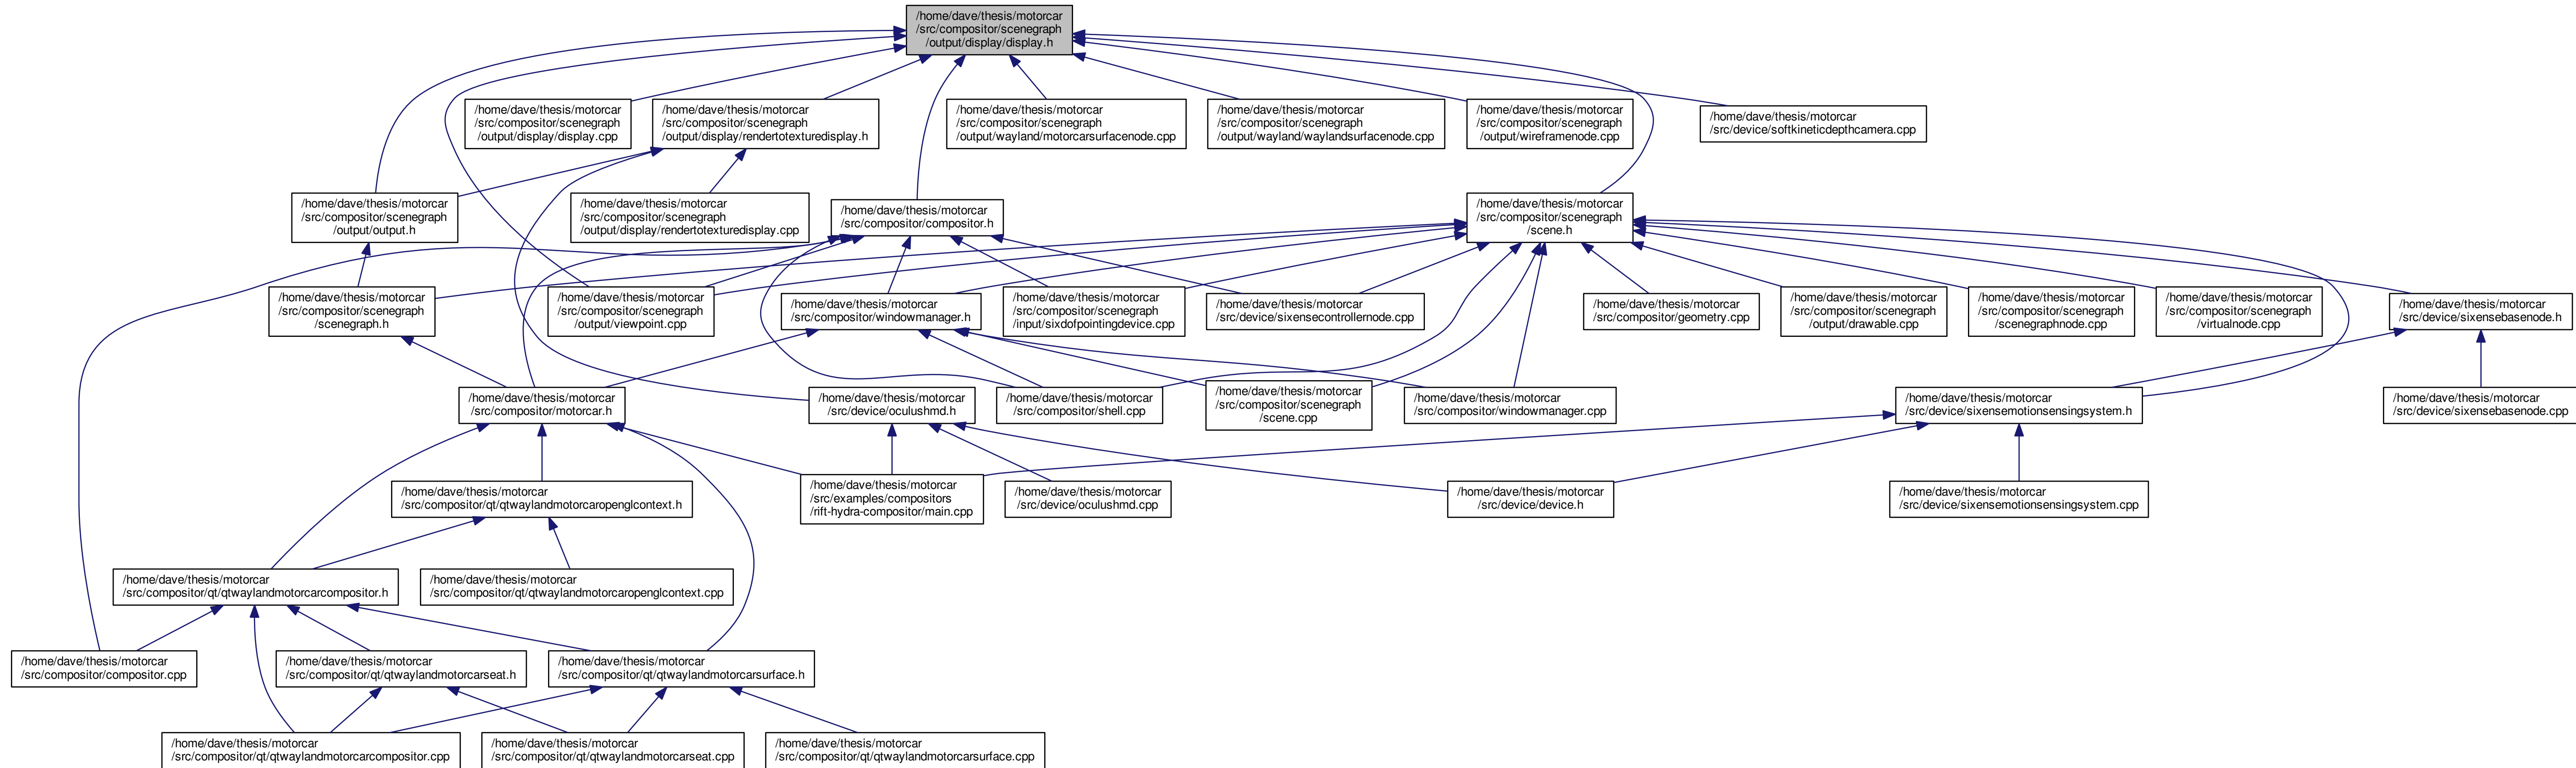 /home/dave/thesis/motorcar
/src/compositor/scenegraph
/output/display/display.h
/home/dave/thesis/motorcar
/src/compositor/scenegraph
/output/display/display.cpp
/home/dave/thesis/motorcar
/src/compositor/scenegraph
/output/display/rendertotexturedisplay.h
/home/dave/thesis/motorcar
/src/compositor/scenegraph
/output/wayland/motorcarsurfacenode.cpp
/home/dave/thesis/motorcar
/src/compositor/scenegraph
/output/wayland/waylandsurfacenode.cpp
/home/dave/thesis/motorcar
/src/compositor/scenegraph
/output/wireframenode.cpp
/home/dave/thesis/motorcar
/src/device/softkineticdepthcamera.cpp
/home/dave/thesis/motorcar
/src/compositor/scenegraph
/output/output.h
/home/dave/thesis/motorcar
/src/compositor/scenegraph
/output/display/rendertotexturedisplay.cpp
/home/dave/thesis/motorcar
/src/compositor/compositor.h
/home/dave/thesis/motorcar
/src/compositor/scenegraph
/scene.h
/home/dave/thesis/motorcar
/src/compositor/scenegraph
/scenegraph.h
/home/dave/thesis/motorcar
/src/compositor/scenegraph
/output/viewpoint.cpp
/home/dave/thesis/motorcar
/src/compositor/windowmanager.h
/home/dave/thesis/motorcar
/src/compositor/scenegraph
/input/sixdofpointingdevice.cpp
/home/dave/thesis/motorcar
/src/device/sixensecontrollernode.cpp
/home/dave/thesis/motorcar
/src/compositor/geometry.cpp
/home/dave/thesis/motorcar
/src/compositor/scenegraph
/output/drawable.cpp
/home/dave/thesis/motorcar
/src/compositor/scenegraph
/scenegraphnode.cpp
/home/dave/thesis/motorcar
/src/compositor/scenegraph
/virtualnode.cpp
/home/dave/thesis/motorcar
/src/device/sixensebasenode.h
/home/dave/thesis/motorcar
/src/compositor/motorcar.h
/home/dave/thesis/motorcar
/src/device/oculushmd.h
/home/dave/thesis/motorcar
/src/compositor/shell.cpp
/home/dave/thesis/motorcar
/src/compositor/scenegraph
/scene.cpp
/home/dave/thesis/motorcar
/src/compositor/windowmanager.cpp
/home/dave/thesis/motorcar
/src/device/sixensemotionsensingsystem.h
/home/dave/thesis/motorcar
/src/device/sixensebasenode.cpp
/home/dave/thesis/motorcar
/src/compositor/qt/qtwaylandmotorcaropenglcontext.h
/home/dave/thesis/motorcar
/src/examples/compositors
/rift-hydra-compositor/main.cpp
/home/dave/thesis/motorcar
/src/device/oculushmd.cpp
/home/dave/thesis/motorcar
/src/device/device.h
/home/dave/thesis/motorcar
/src/device/sixensemotionsensingsystem.cpp
/home/dave/thesis/motorcar
/src/compositor/qt/qtwaylandmotorcarcompositor.h
/home/dave/thesis/motorcar
/src/compositor/qt/qtwaylandmotorcaropenglcontext.cpp
/home/dave/thesis/motorcar
/src/compositor/compositor.cpp
/home/dave/thesis/motorcar
/src/compositor/qt/qtwaylandmotorcarseat.h
/home/dave/thesis/motorcar
/src/compositor/qt/qtwaylandmotorcarsurface.h
/home/dave/thesis/motorcar
/src/compositor/qt/qtwaylandmotorcarcompositor.cpp
/home/dave/thesis/motorcar
/src/compositor/qt/qtwaylandmotorcarseat.cpp
/home/dave/thesis/motorcar
/src/compositor/qt/qtwaylandmotorcarsurface.cpp